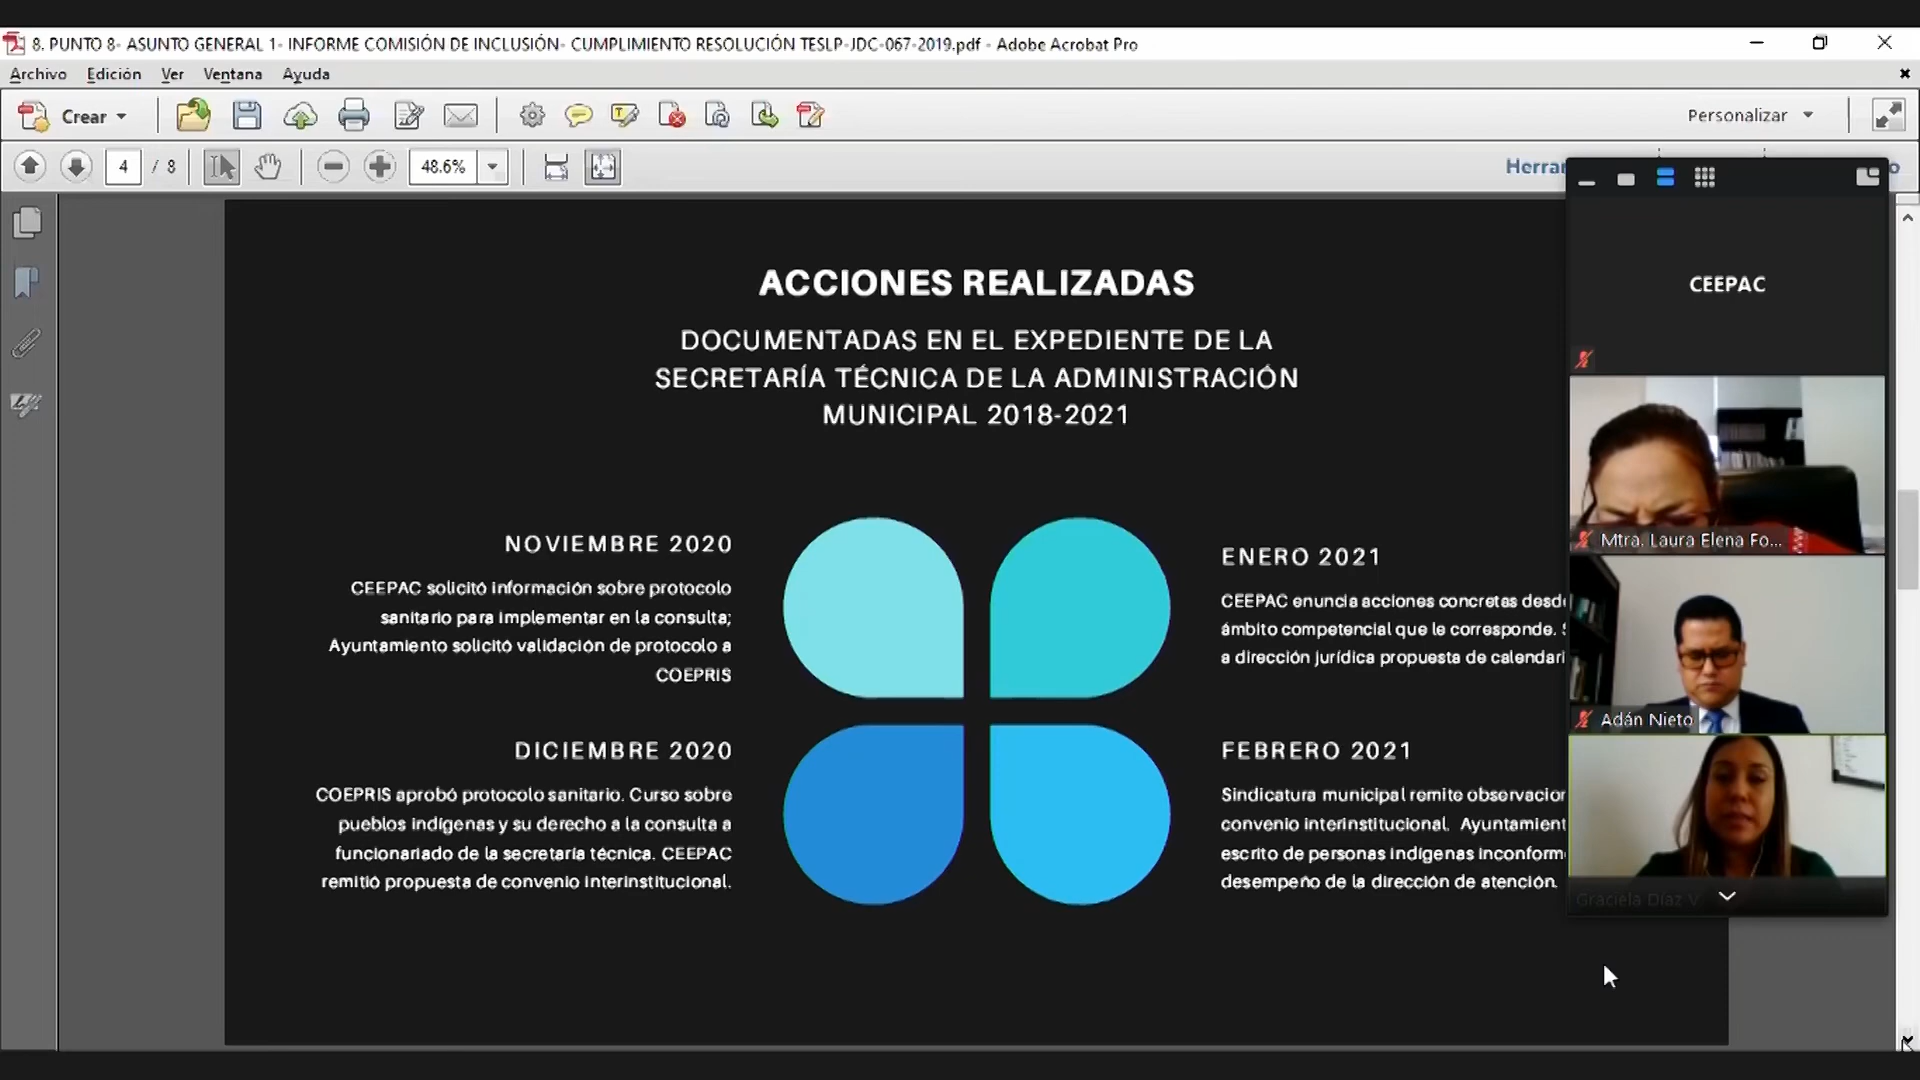 8. PUNTO 8- ASUNTO GENERAL 1- INFORME COMISIÓN DE INCLUSIÓN- CUMPLIMIENTO RESOLUCIÓN TESLP-JDC-067-2019.pdf - Adobe Acrobat Pro
Archivo Edición Ver Ventana Ayuda
Crear
Personalizar
4 / 8
48.6%
ACCIONES REALIZADAS
DOCUMENTADAS EN EL EXPEDIENTE DE LA
SECRETARÍA TÉCNICA DE LA ADMINISTRACIÓN
MUNICIPAL 2018-2021
NOVIEMBRE 2020
CEEPAC solicitó información sobre protocolo
sanitario para implementar en la consulta;
Ayuntamiento solicitó validación de protocolo a
COEPRIS
DICIEMBRE 2020
COEPRIS aprobó protocolo sanitario. Curso sobre
pueblos indígenas y su derecho a la consulta a
funcionariado de la secretaría técnica. CEEPAC
remitió propuesta de convenio interinstitucional.
ENERO 2021
CEEPAC enuncia acciones concretas
ámbito competencial que le corresponde.
a dirección jurídica propuesta de
FEBRERO 2021
Sindicatura municipal remite
convenio interinstitucional.
escrito de personas indígenas
desempeño de la dirección de atención.
CEEPAC
Mtra. Laura Elena Fo...
Adán Nieto
Graciela Díaz V